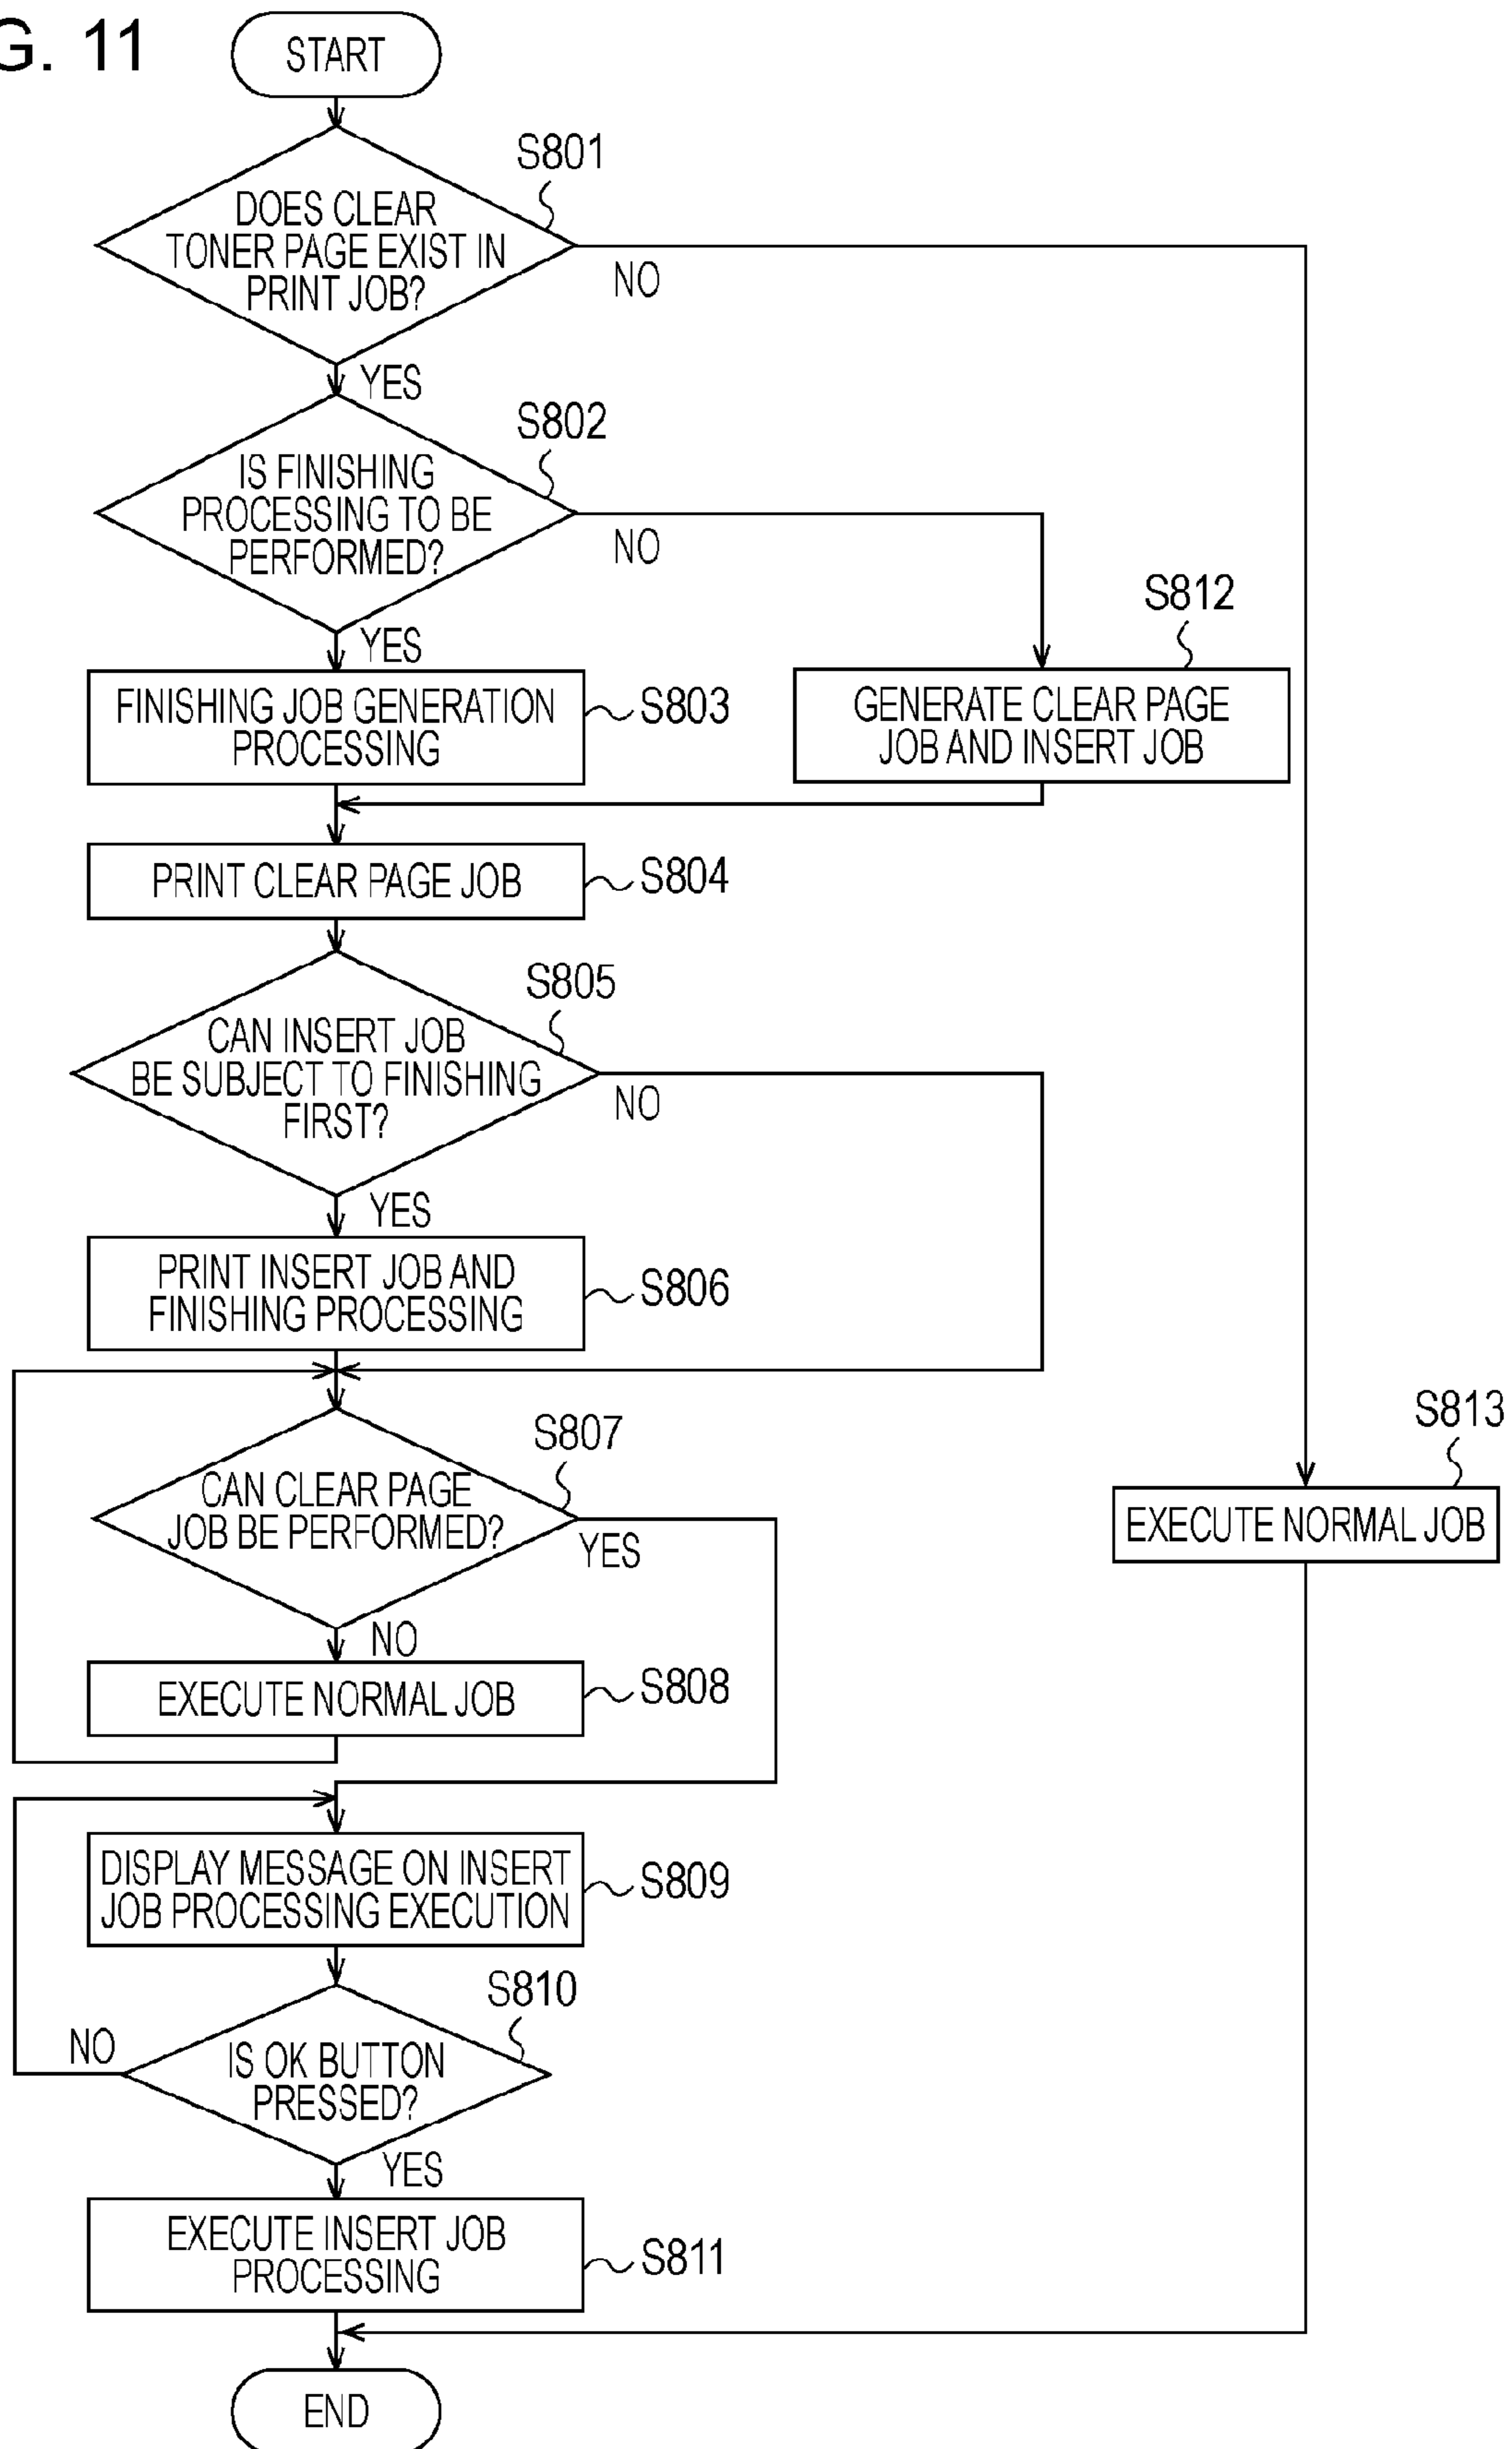 G. 11
START
S801
DOES CLEAR
TONER PAGE EXIST IN
PRINT JOB?
NO
YES
S802
IS FINISHING
PROCESSING TO BE
PERFORMED?
NO
YES
S812
FINISHING JOB GENERATION
PROCESSING
S803
GENERATE CLEAR PAGE
JOB AND INSERT JOB
PRINT CLEAR PAGE JOB
S804
S805
CAN INSERT JOB
BE SUBJECT TO FINISHING
FIRST?
NO
YES
PRINT INSERT JOB AND
FINISHING PROCESSING
S806
S807
CAN CLEAR PAGE
JOB BE PERFORMED?
YES
NO
S813
EXECUTE NORMAL JOB
EXECUTE NORMAL JOB
S808
DISPLAY MESSAGE ON INSERT
JOB PROCESSING EXECUTION
S809
S810
NO
IS OK BUTTON
PRESSED?
YES
EXECUTE INSERT JOB
PROCESSING
S811
END